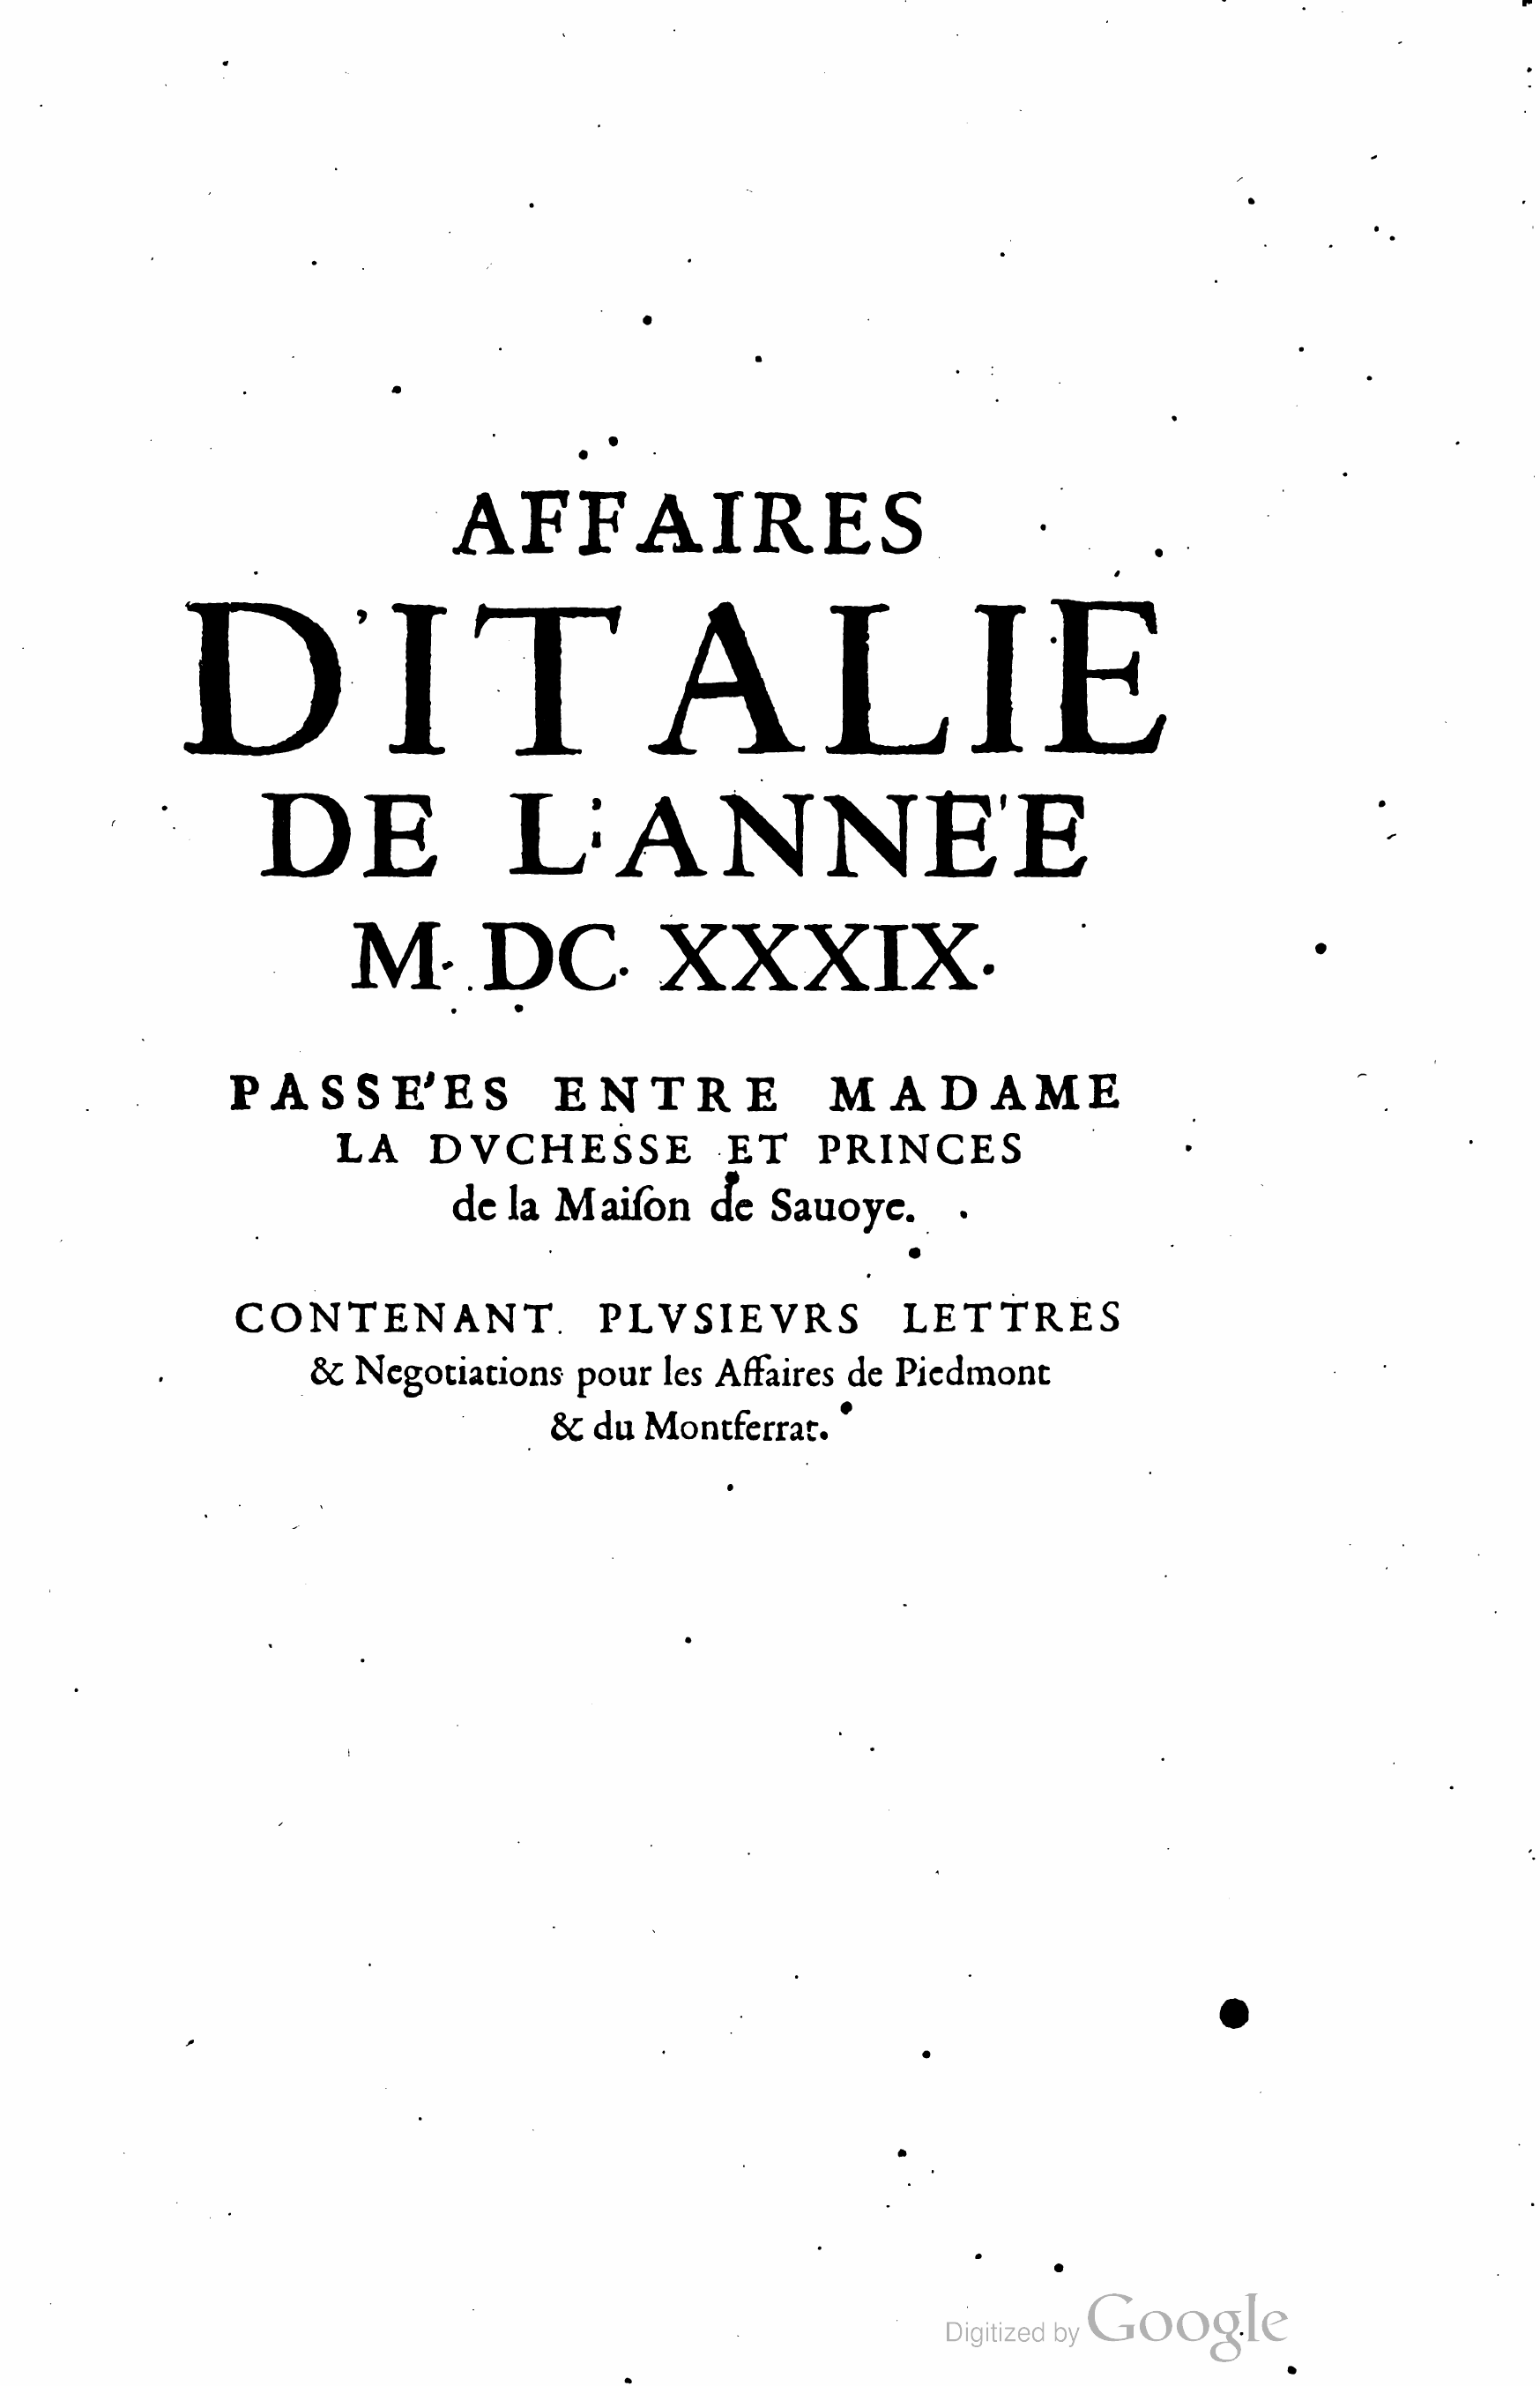 AFFAIRES
D'ITALIE
DE L'ANNE'E
M. DC. XXXIX.
PASSE'ES ENTRE MADAME
LA DVCHESSE ET PRINCES
de la Maiſon de Sauoye.
CONTENANT PLVSIEVRS LETTRES
& Negotiations pour les Affaires de Piedmont
& du Montferrat.
Digitized by Google